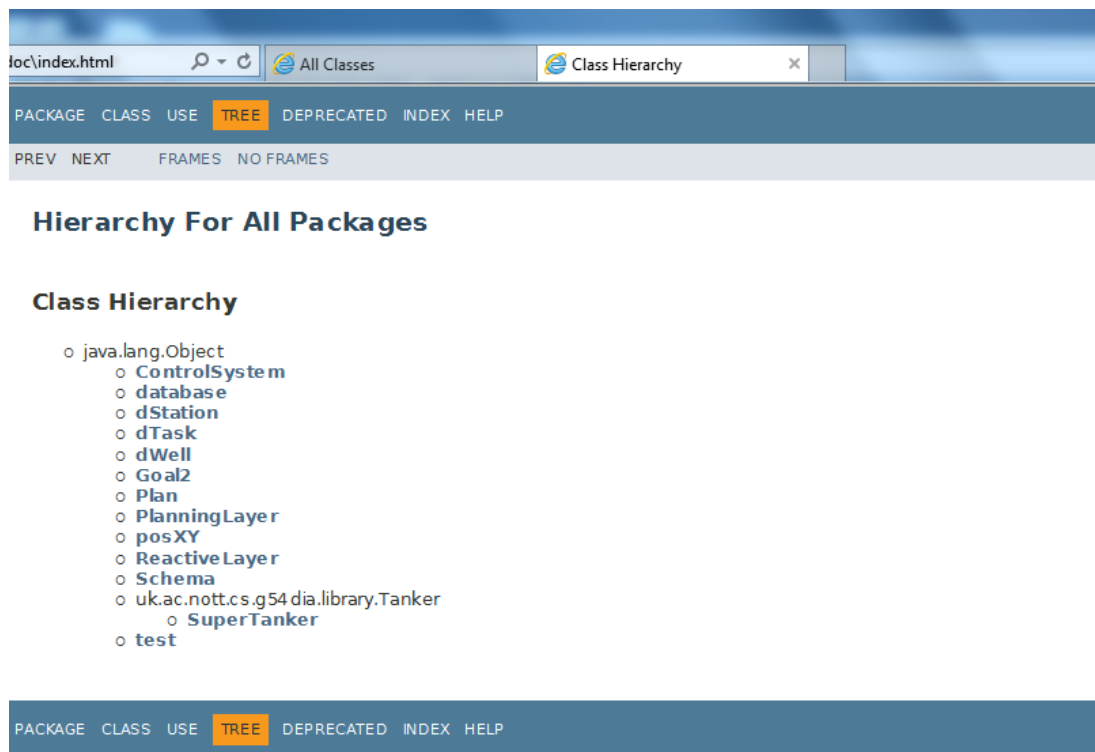 doc\index.html All Classes Class Hierarchy
PACKAGE CLASS USE TREE DEPRECATED INDEX HELP
PREV NEXT FRAMES NO FRAMES
Hierarchy For All Packages
Class Hierarchy
java.lang.Object
ControlSystem
database
dStation
dTask
dWell
Goal2
Plan
PlanningLayer
posXY
ReactiveLayer
Schema
uk.ac.nott.cs.g54dia.library.Tanker
SuperTanker
test
PACKAGE CLASS USE TREE DEPRECATED INDEX HELP